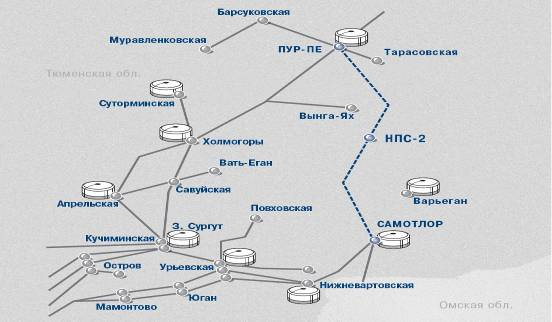 Барсуковская
Муравленковская
ПУР-ПЕ
Тарасовская
Тюменская обл.
Суторминская
Вынга-Ях
Холмогоры
НПС-2
Вать-Еган
Савуйская
Варьеган
Апрельская
Повховская
З. Сургут
САМОТЛОР
Кучиминская
Остров
Урьевская
Нижневартовская
Юган
Мамонтово
Омская обл.